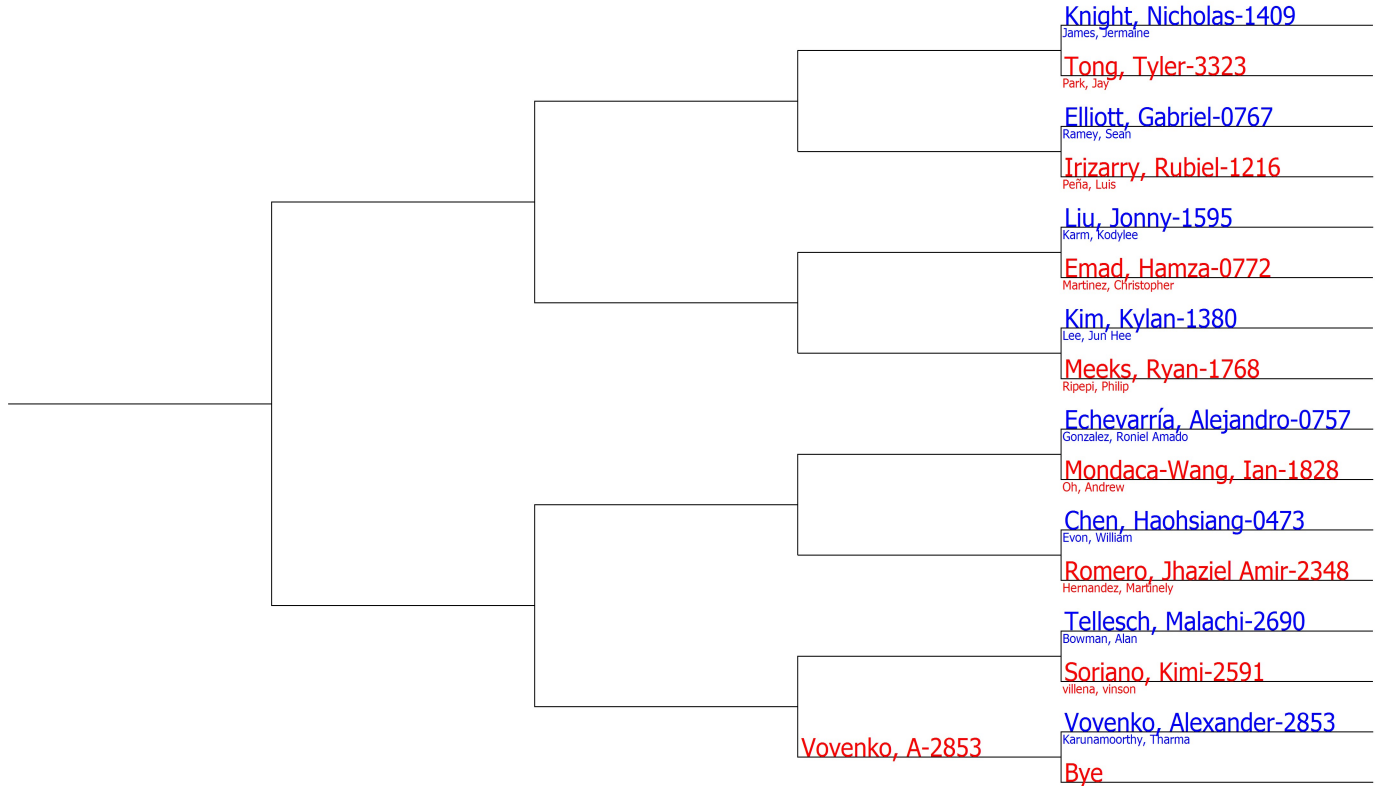 Knight, Nicholas-1409
James, Jermaine
Tong, Tyler-3323
Park, Jay
Elliott, Gabriel-0767
Ramey, Sean
Irizarry, Rubiel-1216
Peña, Luis
Liu, Jonny-1595
Karm, Kodylee
Emad, Hamza-0772
Martinez, Christopher
Kim, Kylan-1380
Lee, Jun Hee
Meeks, Ryan-1768
Ripepi, Philip
Echevarría, Alejandro-0757
Gonzalez, Roniel Amado
Mondaca-Wang, Ian-1828
Oh, Andrew
Chen, Haohsiang-0473
Evon, William
Romero, Jhaziel Amir-2348
Hernandez, Martinely
Tellesch, Malachi-2690
Bowman, Alan
Soriano, Kimi-2591
villena, vinson
Vovenko, Alexander-2853
Karunamoorthy, Tharma
Vovenko, A-2853
Bye